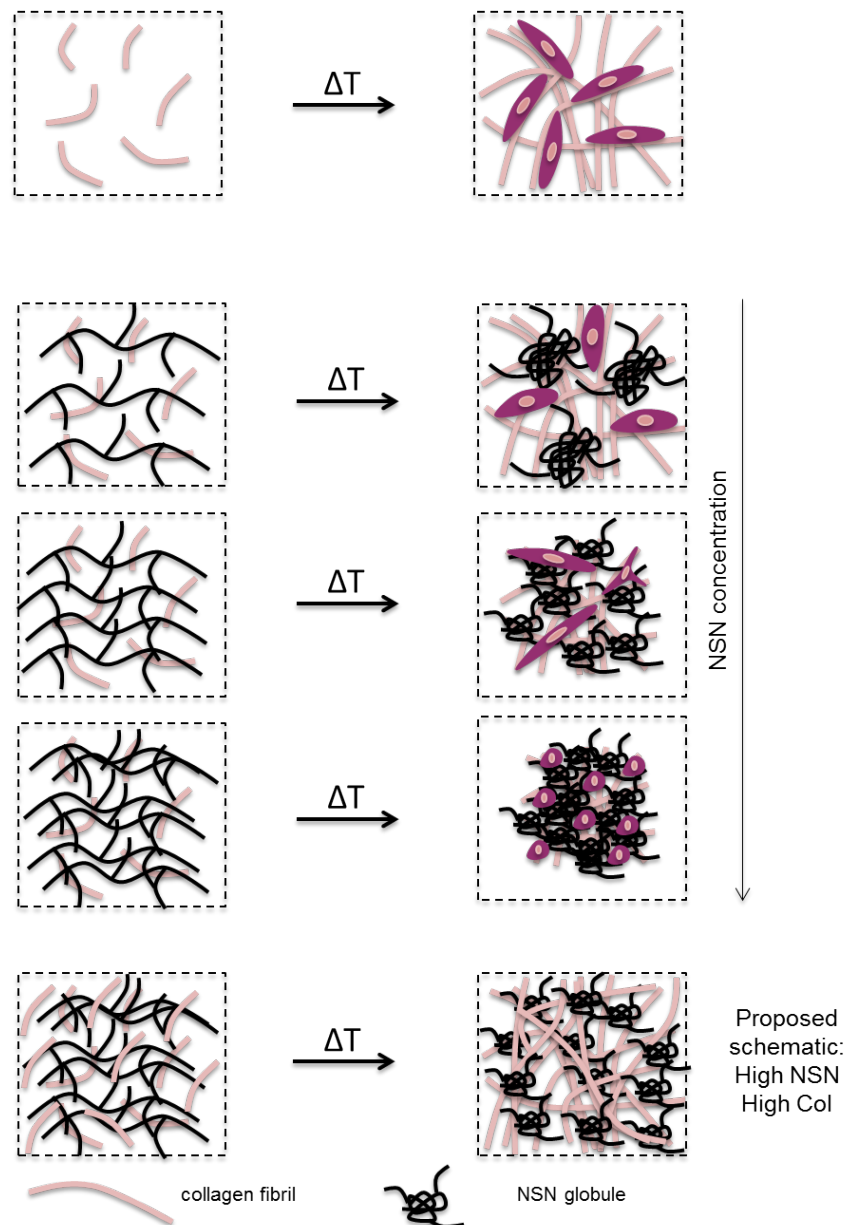 ΔT
ΔT
ΔT
ΔT
NSN concentration
ΔT
Proposed
schematic:
High NSN
High Col
collagen fibril
NSN globule